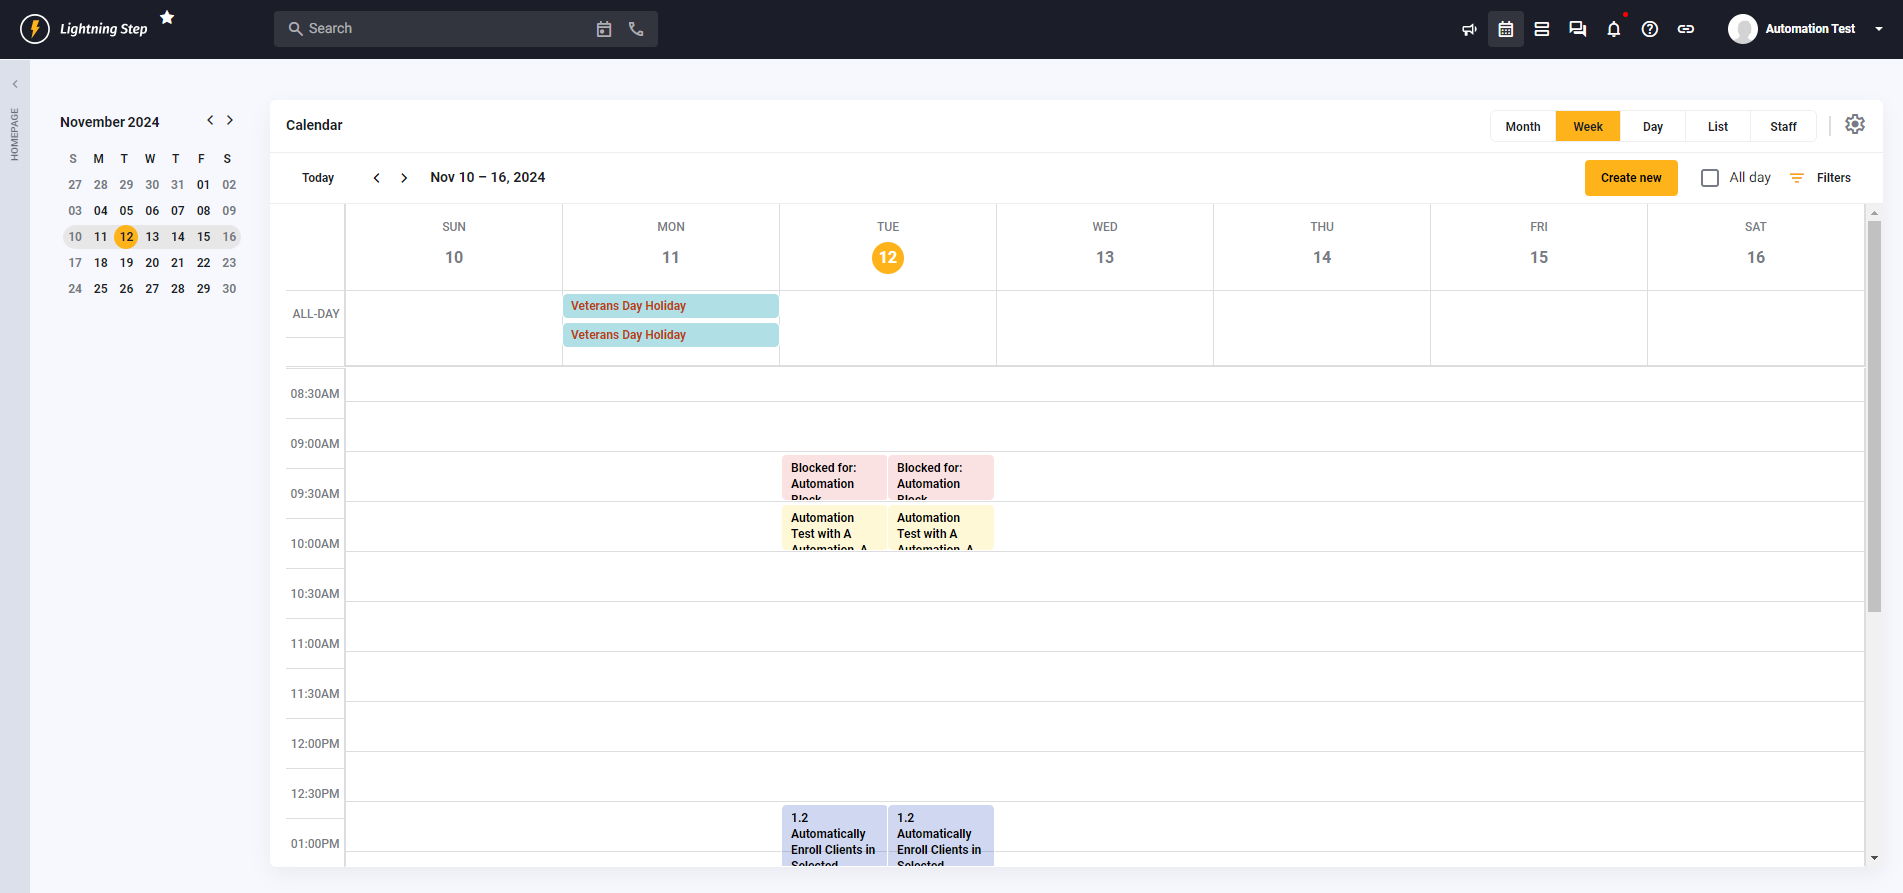 Lightning Step
Search
Automation Test
HOMEPAGE
November 2024
S M T W T F S
27 28 29 30 31 01 02
03 04 05 06 07 08 09
10 11 12 13 14 15 16
17 18 19 20 21 22 23
24 25 26 27 28 29 30
Calendar
Month Week Day List Staff
Today Nov 10 – 16, 2024
Create new All day Filters
SUN MON TUE WED THU FRI SAT
10 11 12 13 14 15 16
ALL-DAY
Veterans Day Holiday
Veterans Day Holiday
08:30AM
09:00AM
Blocked for: Blocked for:
Automation Automation
Block Block
09:30AM
Automation Automation
Test with A Test with A
Automation, A Automation, A
10:00AM
10:30AM
11:00AM
11:30AM
12:00PM
12:30PM
1.2 1.2
Automatically Automatically
Enroll Clients in Enroll Clients in
Selected Selected
01:00PM